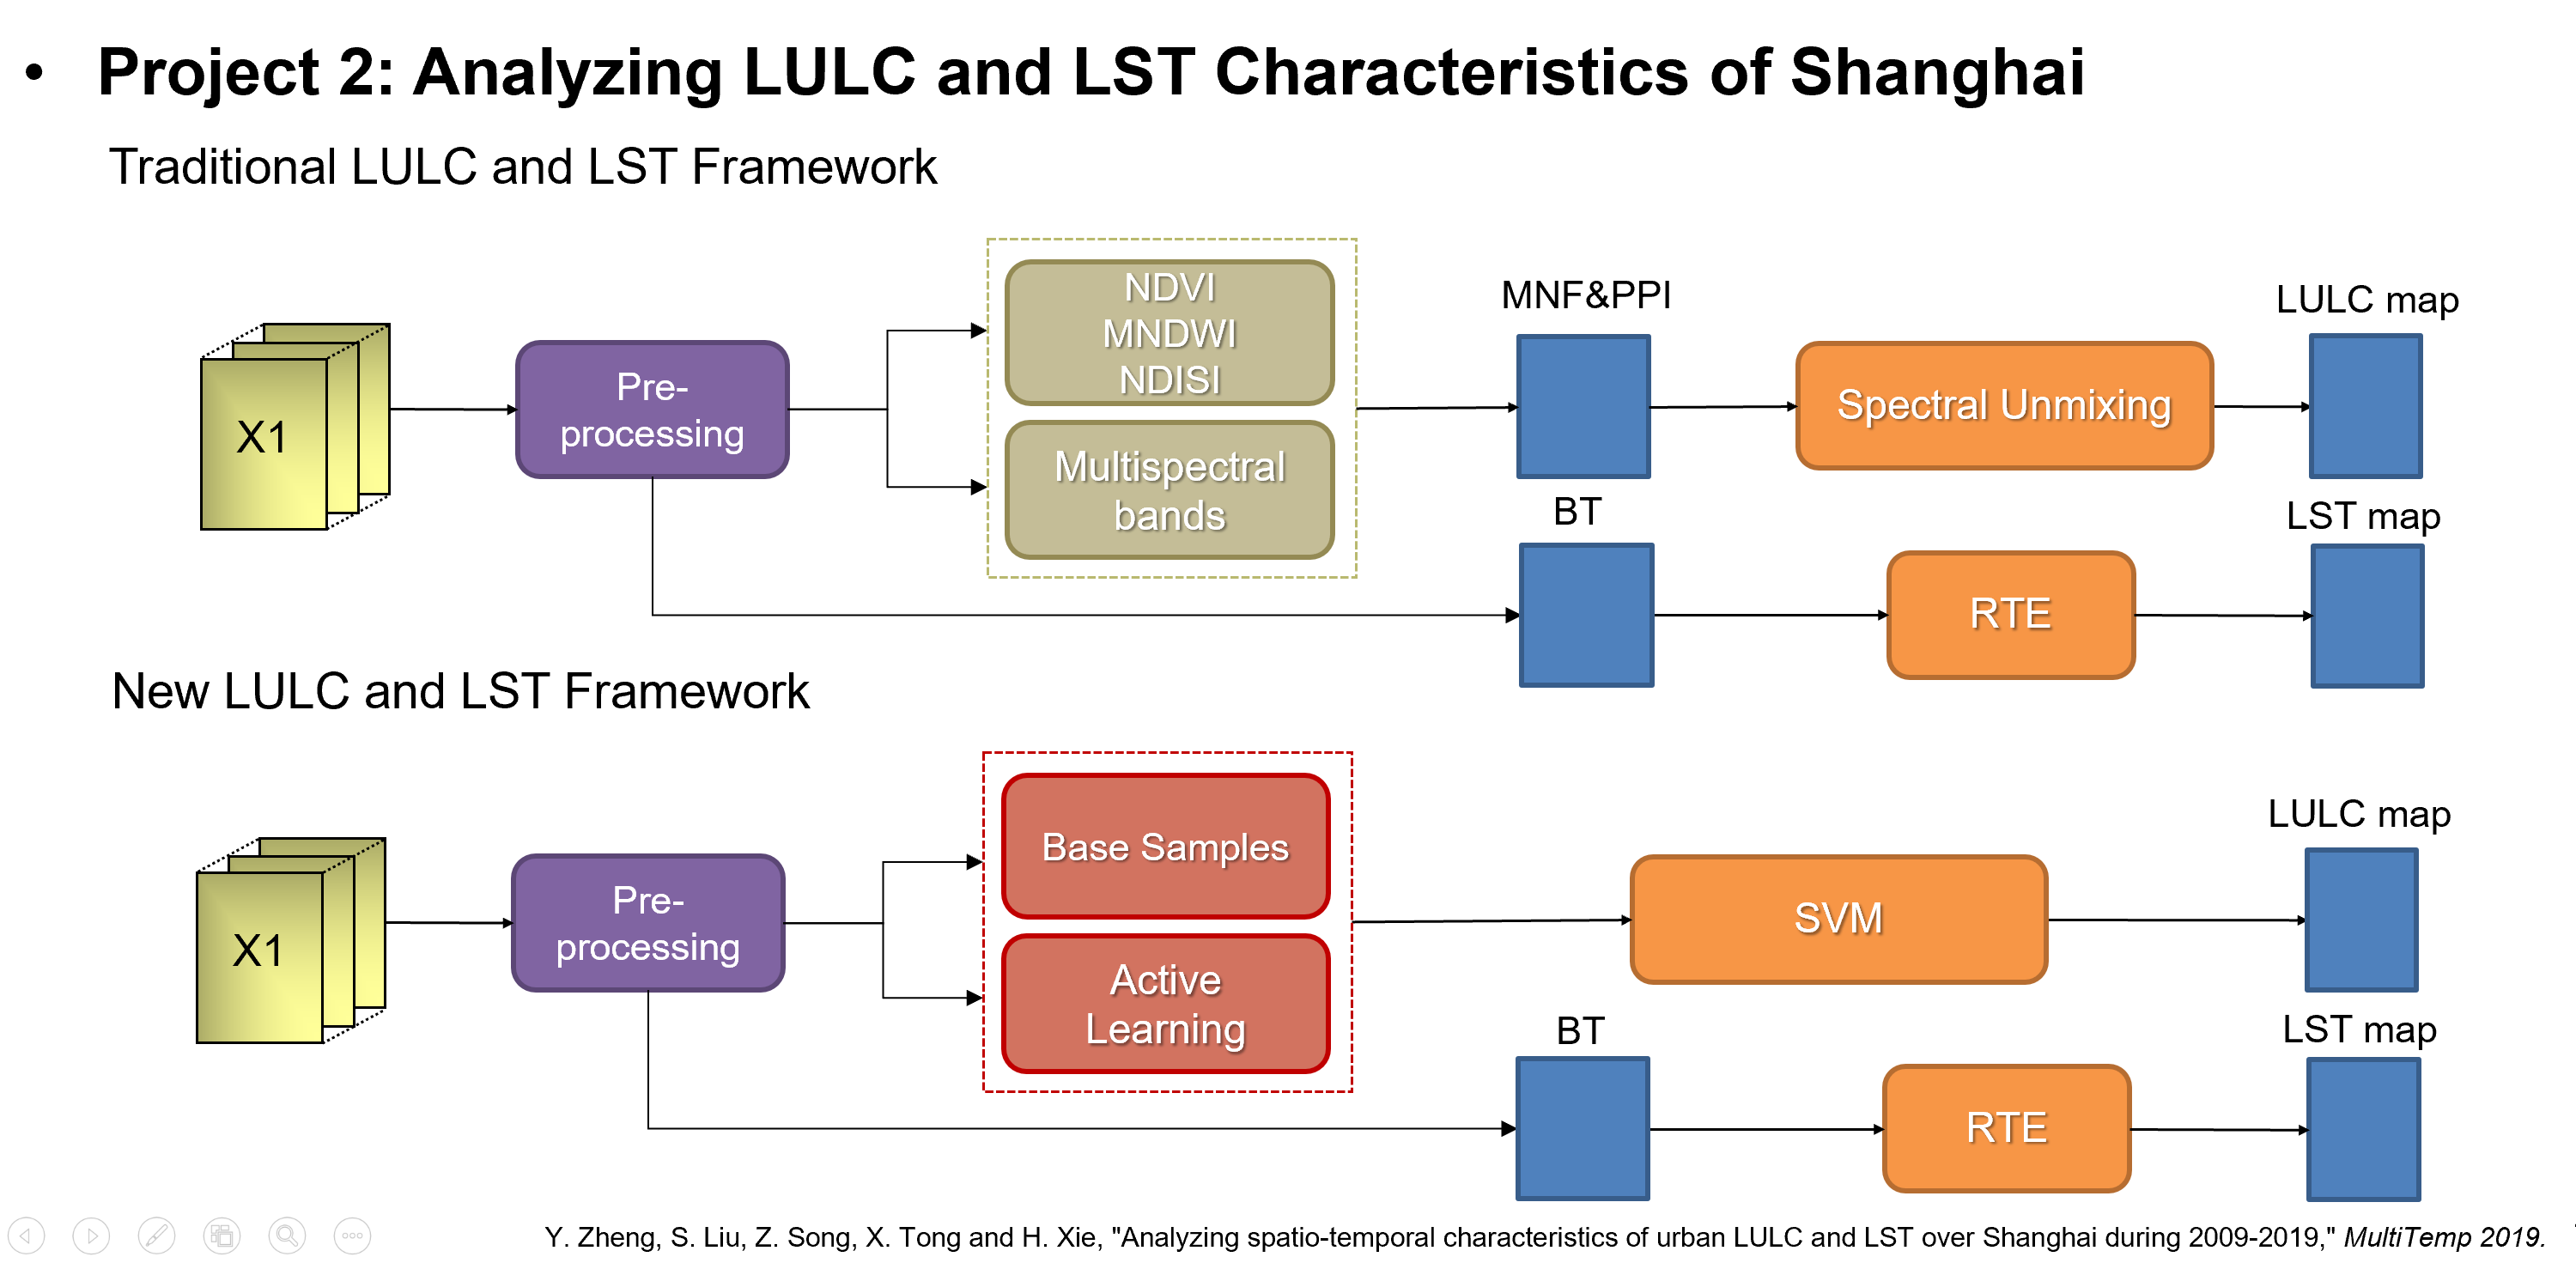 • Project 2: Analyzing LULC and LST Characteristics of Shanghai
Traditional LULC and LST Framework
X1
Pre-
processing
NDVI
MNDWI
NDISI
Multispectral
bands
MNF&PPI
Spectral Unmixing
LULC map
BT
RTE
LST map
New LULC and LST Framework
X1
Pre-
processing
Base Samples
Active
Learning
SVM
LULC map
BT
RTE
LST map
Y. Zheng, S. Liu, Z. Song, X. Tong and H. Xie, "Analyzing spatio-temporal characteristics of urban LULC and LST over Shanghai during 2009-2019," MultiTemp 2019.